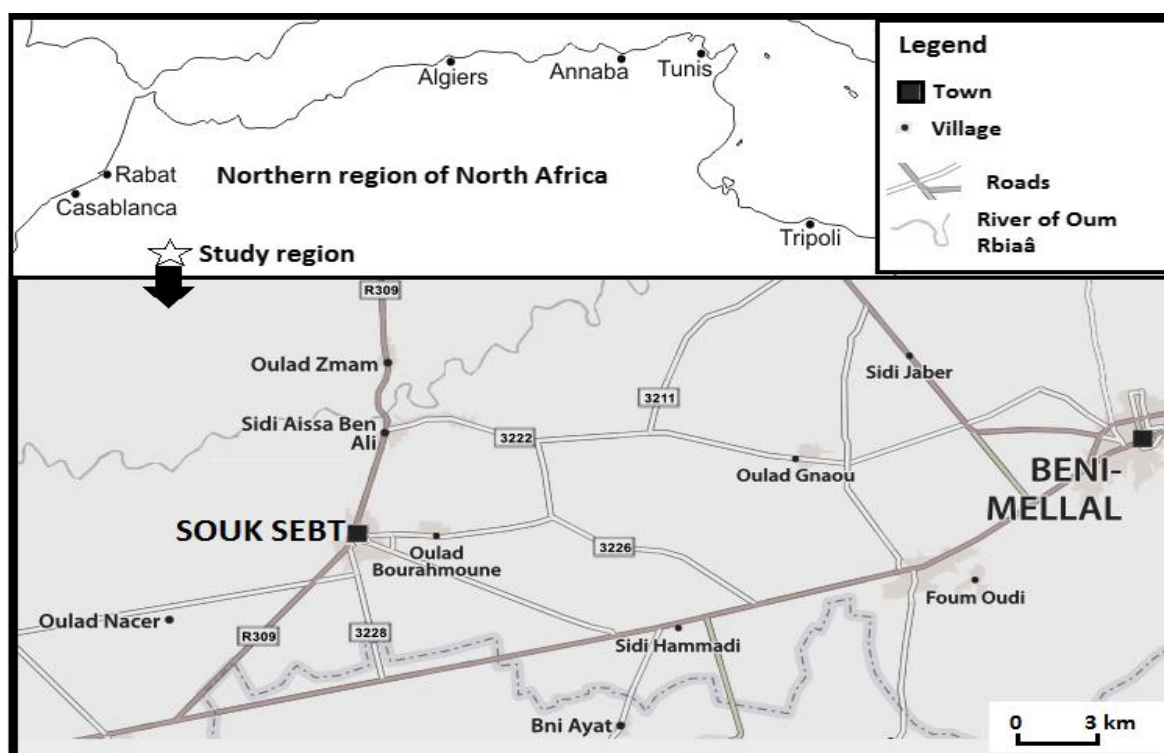 Algiers
Annaba
Tunis
Rabat
Casablanca
Northern region of North Africa
Tripoli
Study region
Legend
Town
Village
Roads
River of Oum
Rbiaâ
R309
Oulad Zmam
Sidi Aissa Ben
Ali
3222
3211
Sidi Jaber
Oulad Gnaou
BENI-
MELLAL
SOUK SEBT
Oulad
Bourahmoune
3226
Foum Oudi
Oulad Nacer
R309
3228
Sidi Hammadi
Bni Ayat
0 3 km